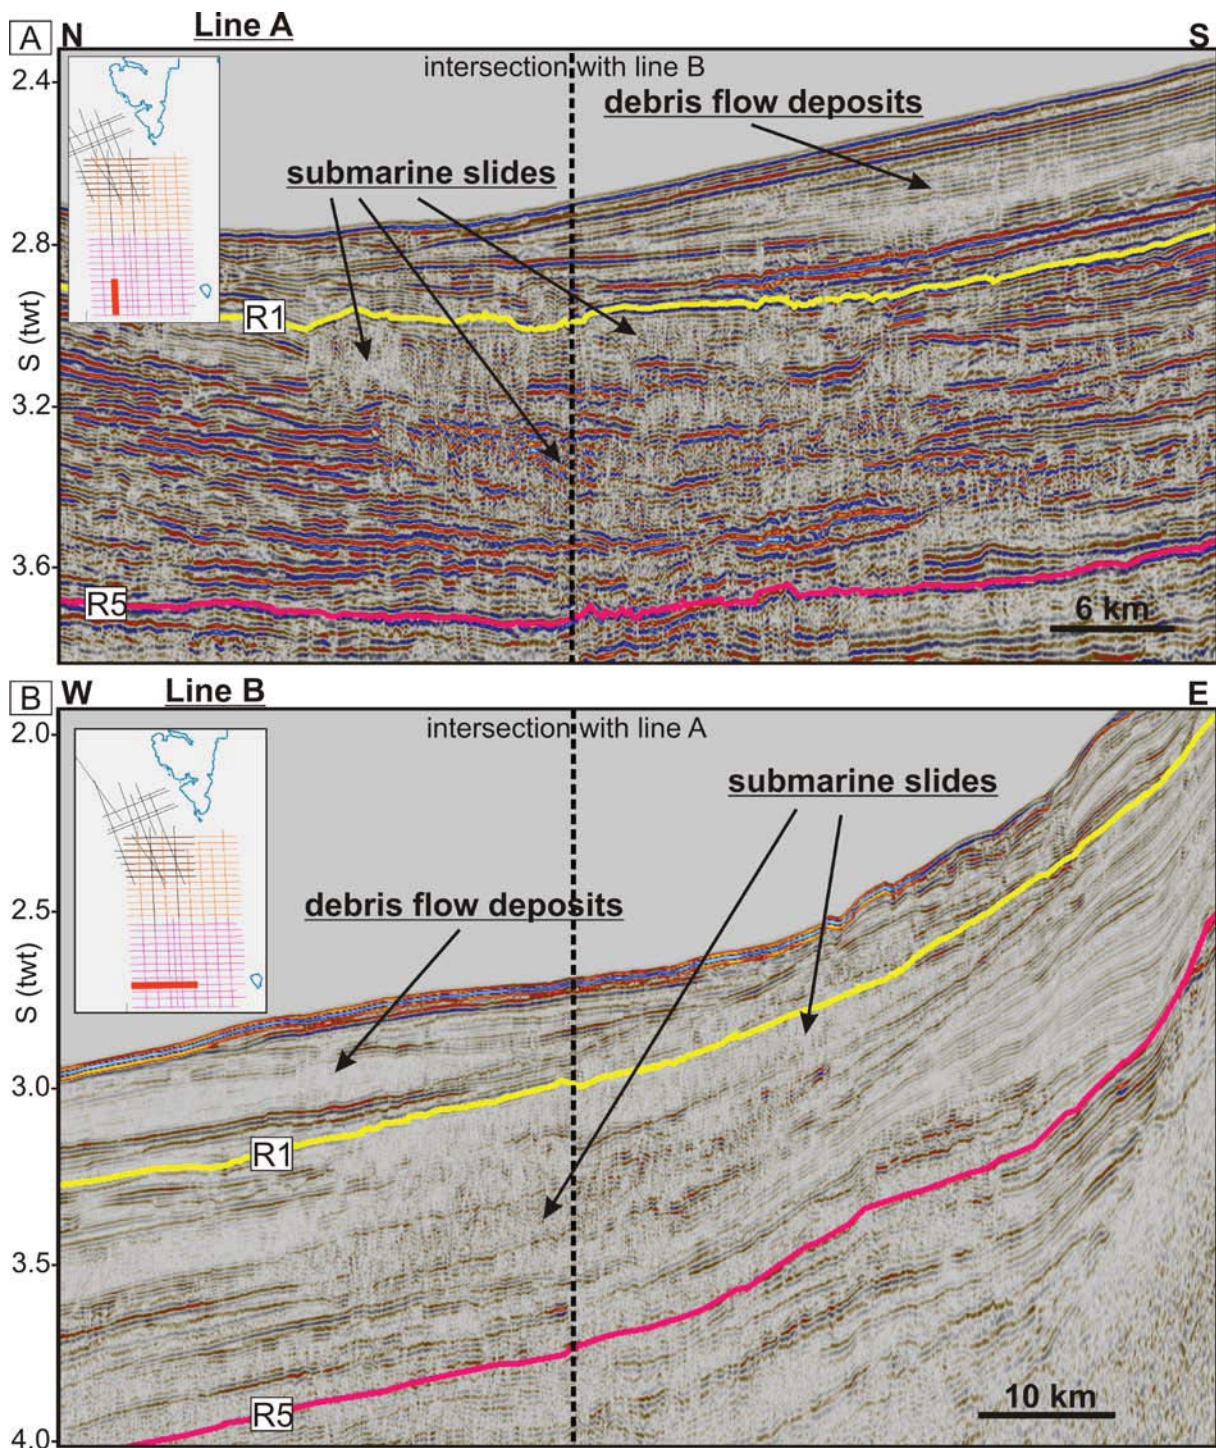 A N Line A S
intersection with line B
2.4
debris flow deposits
submarine slides
2.8
R1
S (twt)
3.2
3.6
R5
6 km
B W Line B E
2.0
intersection with line A
submarine slides
2.5
debris flow deposits
S (twt)
3.0
R1
3.5
R5
10 km
4.0